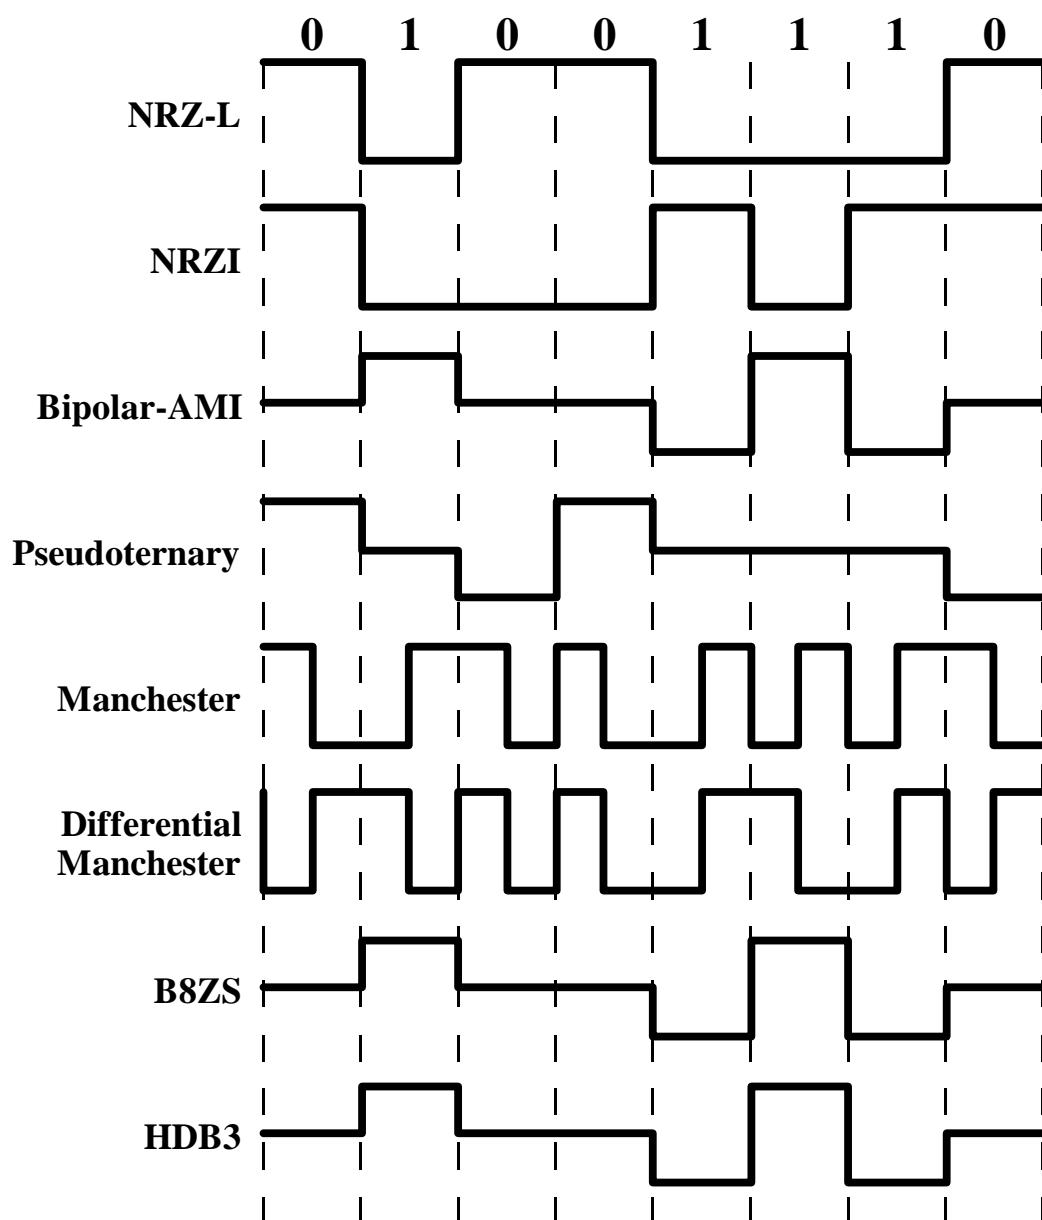 0 1 0 0 1 1 1 0
NRZ-L
NRZI
Bipolar-AMI
Pseudoternary
Manchester
Differential
Manchester
B8ZS
HDB3